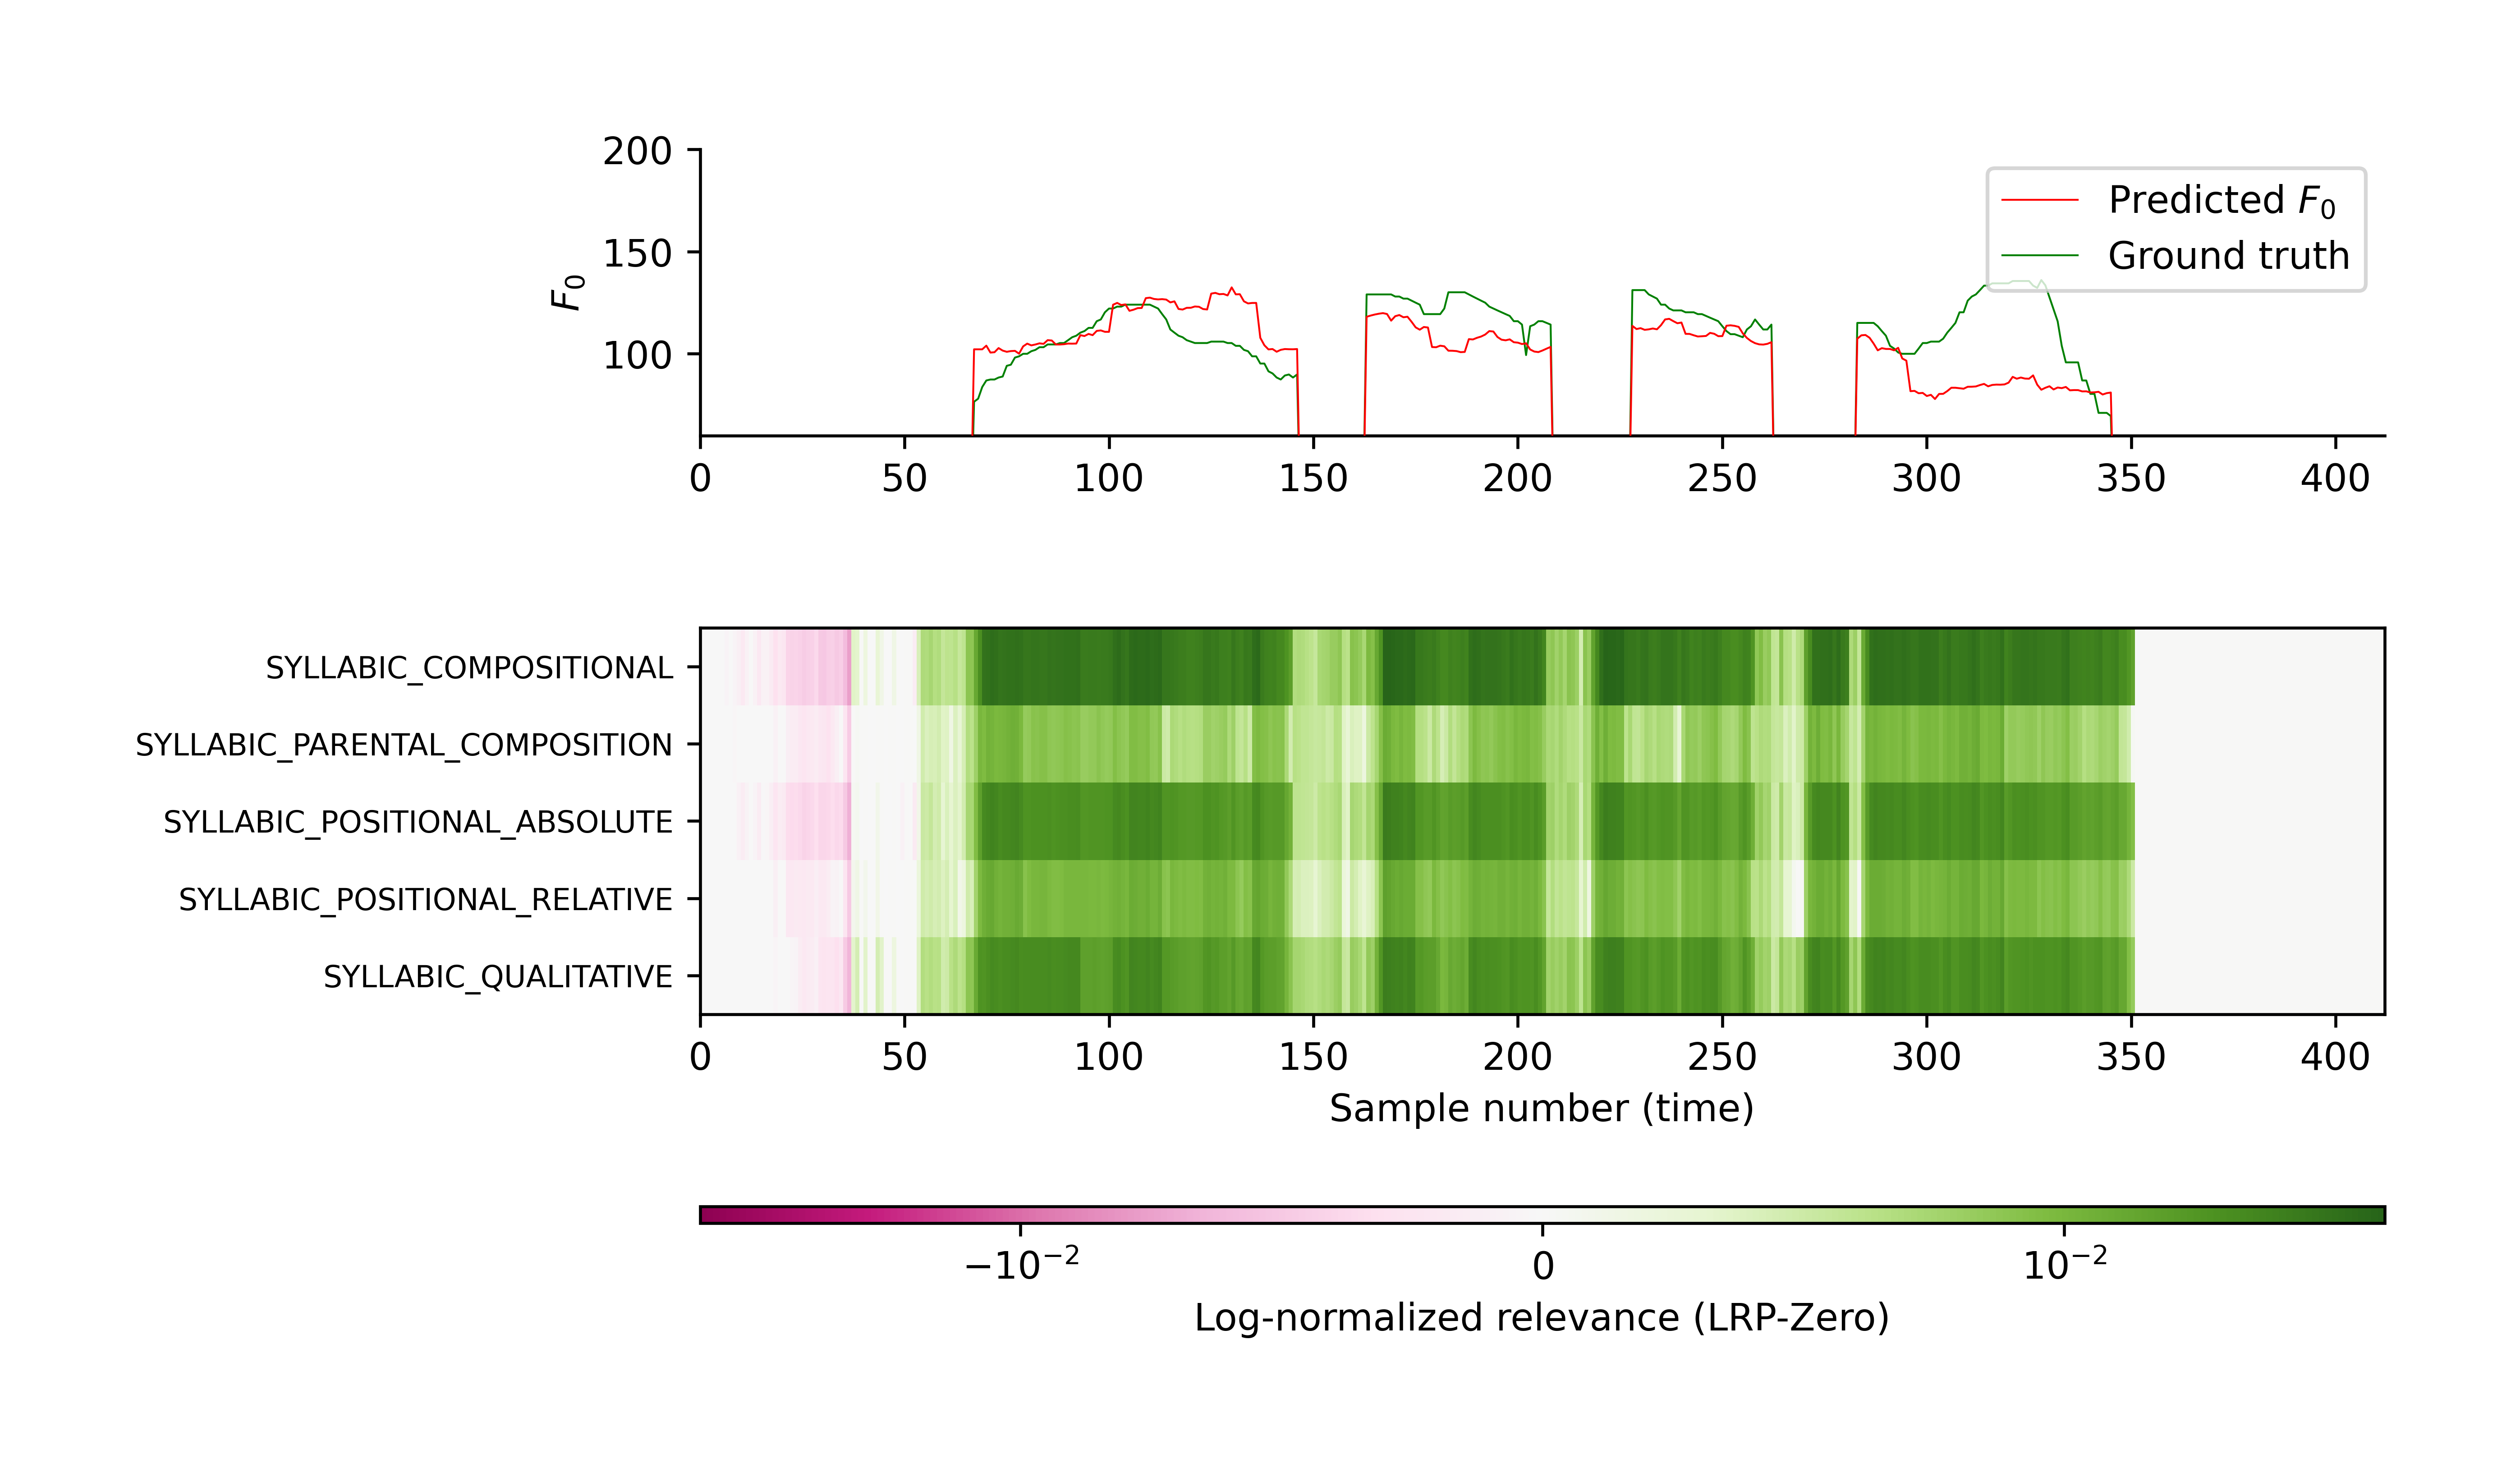 200
150
100
F₀
Predicted F₀
Ground truth
0 50 100 150 200 250 300 350 400
SYLLABIC_COMPOSITIONAL
SYLLABIC_PARENTAL_COMPOSITION
SYLLABIC_POSITIONAL_ABSOLUTE
SYLLABIC_POSITIONAL_RELATIVE
SYLLABIC_QUALITATIVE
0 50 100 150 200 250 300 350 400
Sample number (time)
−10⁻² 0 10⁻²
Log-normalized relevance (LRP-Zero)